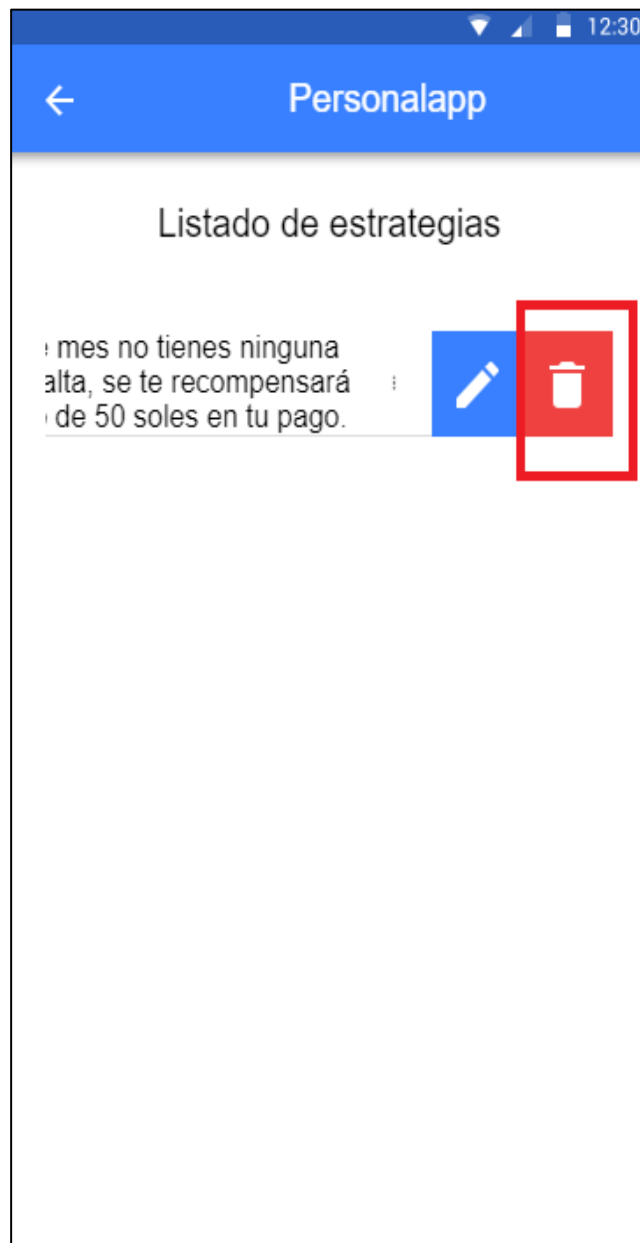 12:30
Personalapp
Listado de estrategias
mes no tienes ninguna
alta, se te recompensará
de 50 soles en tu pago.